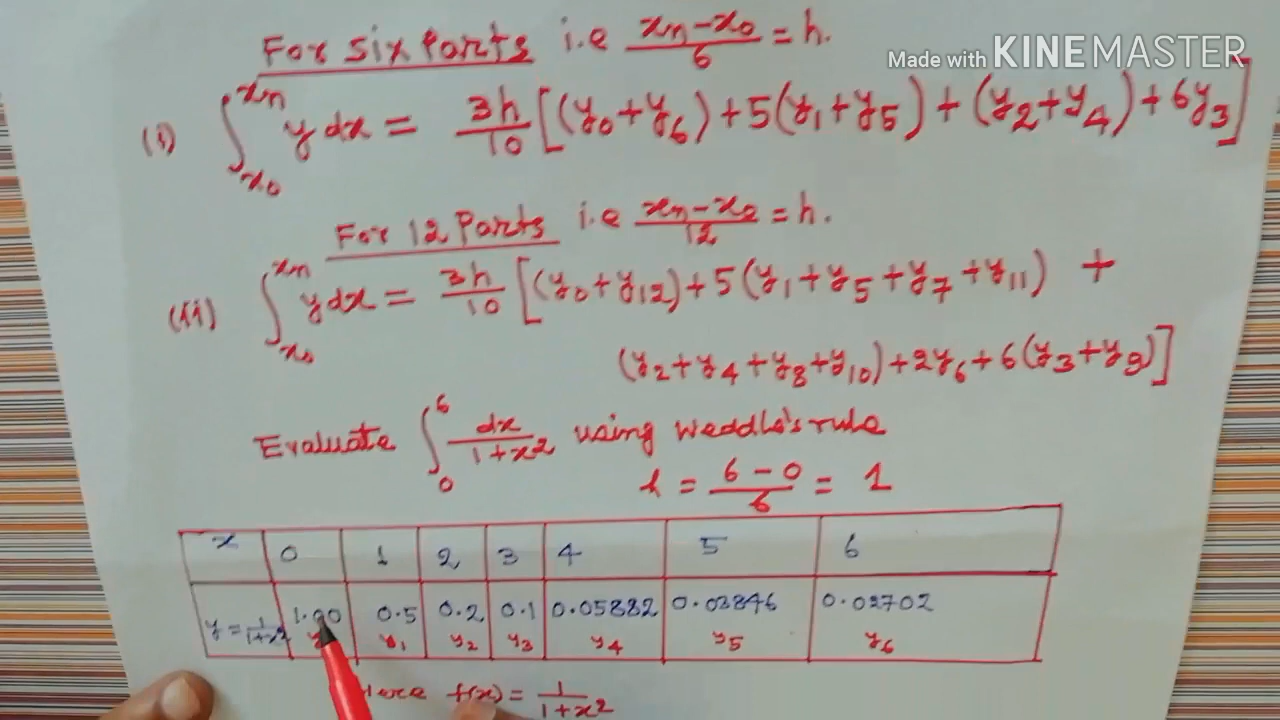 For six Parts i.e (xn-x0)/6 = h.
Made with KINEMASTER
(i) ∫_{x0}^{xn} y dx = 3h/10 [(y0+y6)+5(y1+y5)+(y2+y4)+6y3]
For 12 Parts i.e (xn-x0)/12 = h.
(ii) ∫_{x0}^{xn} y dx = 3h/10 [(y0+y12)+5(y1+y5+y7+y11) +
(y2+y4+y8+y10)+2y6+6(y3+y9)]
Evaluate ∫_{0}^{6} dx/(1+x²) using weddle's rule
h = (6-0)/6 = 1
x 0 1 2 3 4 5 6
y = 1/(1+x²) 1.00 0.5 0.2 0.1 0.05882 0.03846 0.02702
y1 y2 y3 y4 y5 y6
Here f(x) = 1/(1+x²)